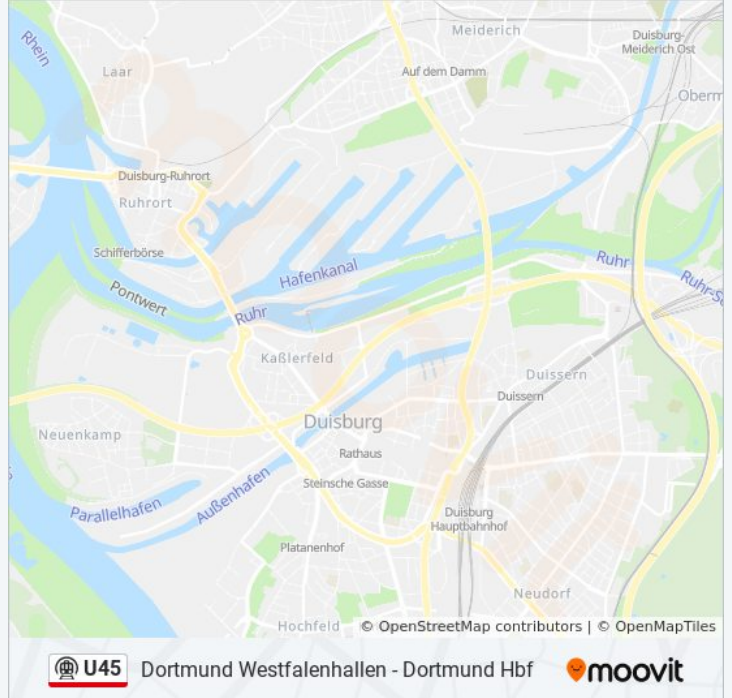 Meiderich
Rhein
Duisburg-
Meiderich Ost
Laar
Auf dem Damm
Duisburg-Ruhrort
Ruhrort
Schifferbörse
Ruhr
Hafenkanal
Pontwert
Ruhr
Kaßlerfeld
Duissern
Duissern
Duisburg
Neuenkamp
Rathaus
Steinsche Gasse
Außenhafen
Parallelhafen
Duisburg
Hauptbahnhof
Platanenhof
Neudorf
Hochfeld
© OpenStreetMap contributors | © OpenMapTiles
U45 Dortmund Westfalenhallen - Dortmund Hbf moovit